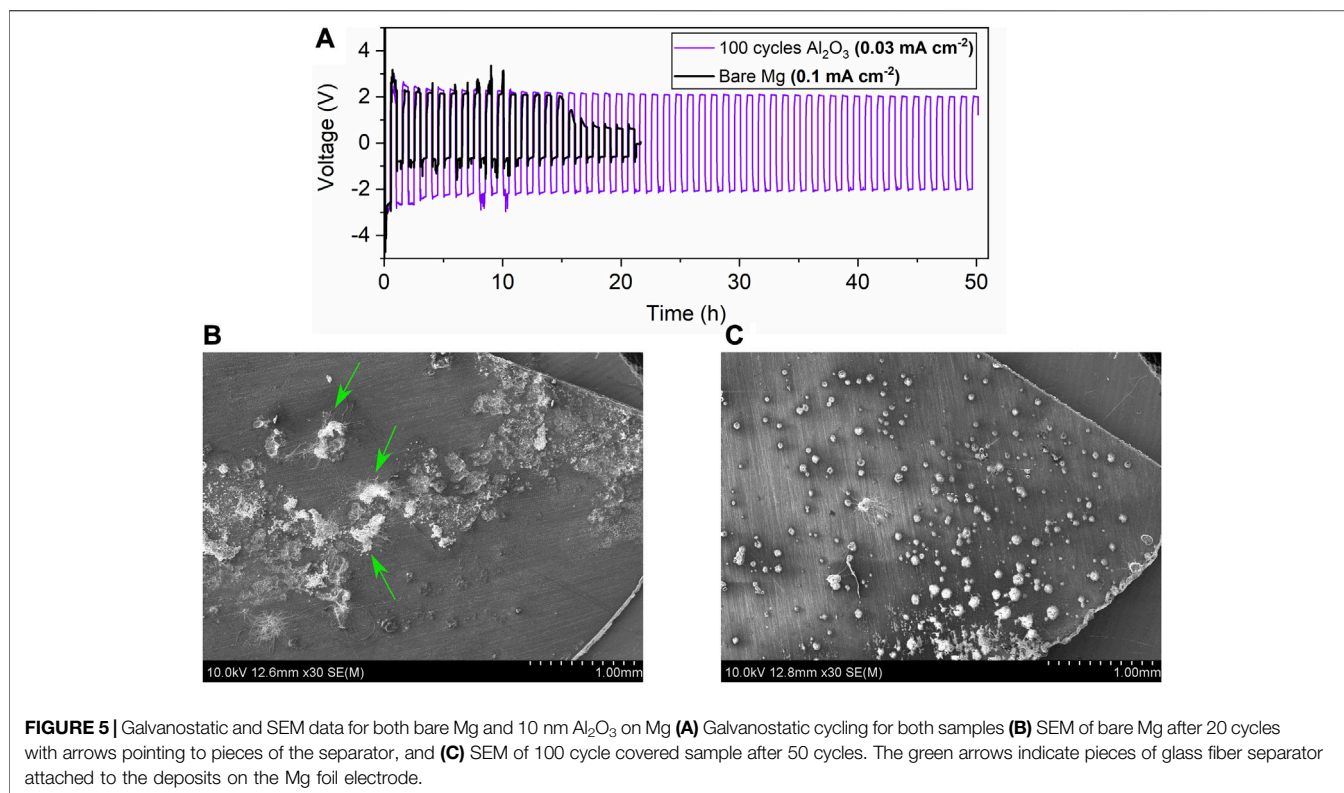 A
4
2
0
-2
-4
Voltage (V)
100 cycles Al₂O₃ (0.03 mA cm⁻²)
Bare Mg (0.1 mA cm⁻²)
0 10 20 30 40 50
Time (h)
B
C
10.0kV 12.6mm x30 SE(M) 1.00mm
10.0kV 12.8mm x30 SE(M) 1.00mm
FIGURE 5 | Galvanostatic and SEM data for both bare Mg and 10 nm Al₂O₃ on Mg (A) Galvanostatic cycling for both samples (B) SEM of bare Mg after 20 cycles
with arrows pointing to pieces of the separator, and (C) SEM of 100 cycle covered sample after 50 cycles. The green arrows indicate pieces of glass fiber separator
attached to the deposits on the Mg foil electrode.